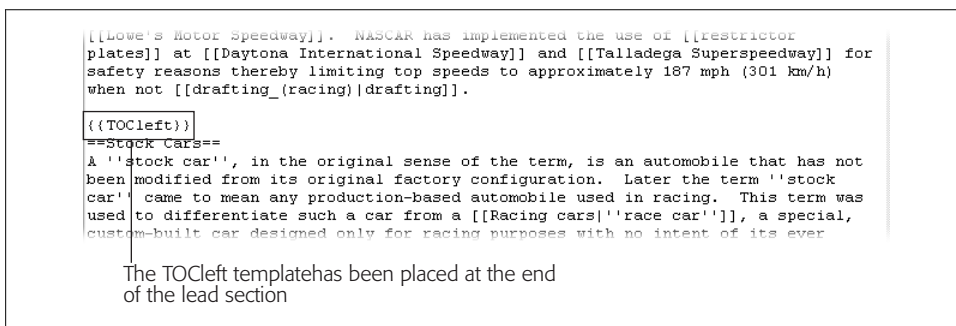 [[Lowe's Motor Speedway]].  NASCAR has implemented the use of [[restrictor
plates]] at [[Daytona International Speedway]] and [[Talladega Superspeedway]] for
safety reasons thereby limiting top speeds to approximately 187 mph (301 km/h)
when not [[drafting_(racing)|drafting]].
{{TOCleft}}
==Stock Cars==
A ''stock car'', in the original sense of the term, is an automobile that has not
been modified from its original factory configuration.  Later the term ''stock
car'' came to mean any production-based automobile used in racing.  This term was
used to differentiate such a car from a [[Racing cars|''race car'']], a special,
custom-built car designed only for racing purposes with no intent of its ever
The TOCleft templatehas been placed at the end
of the lead section